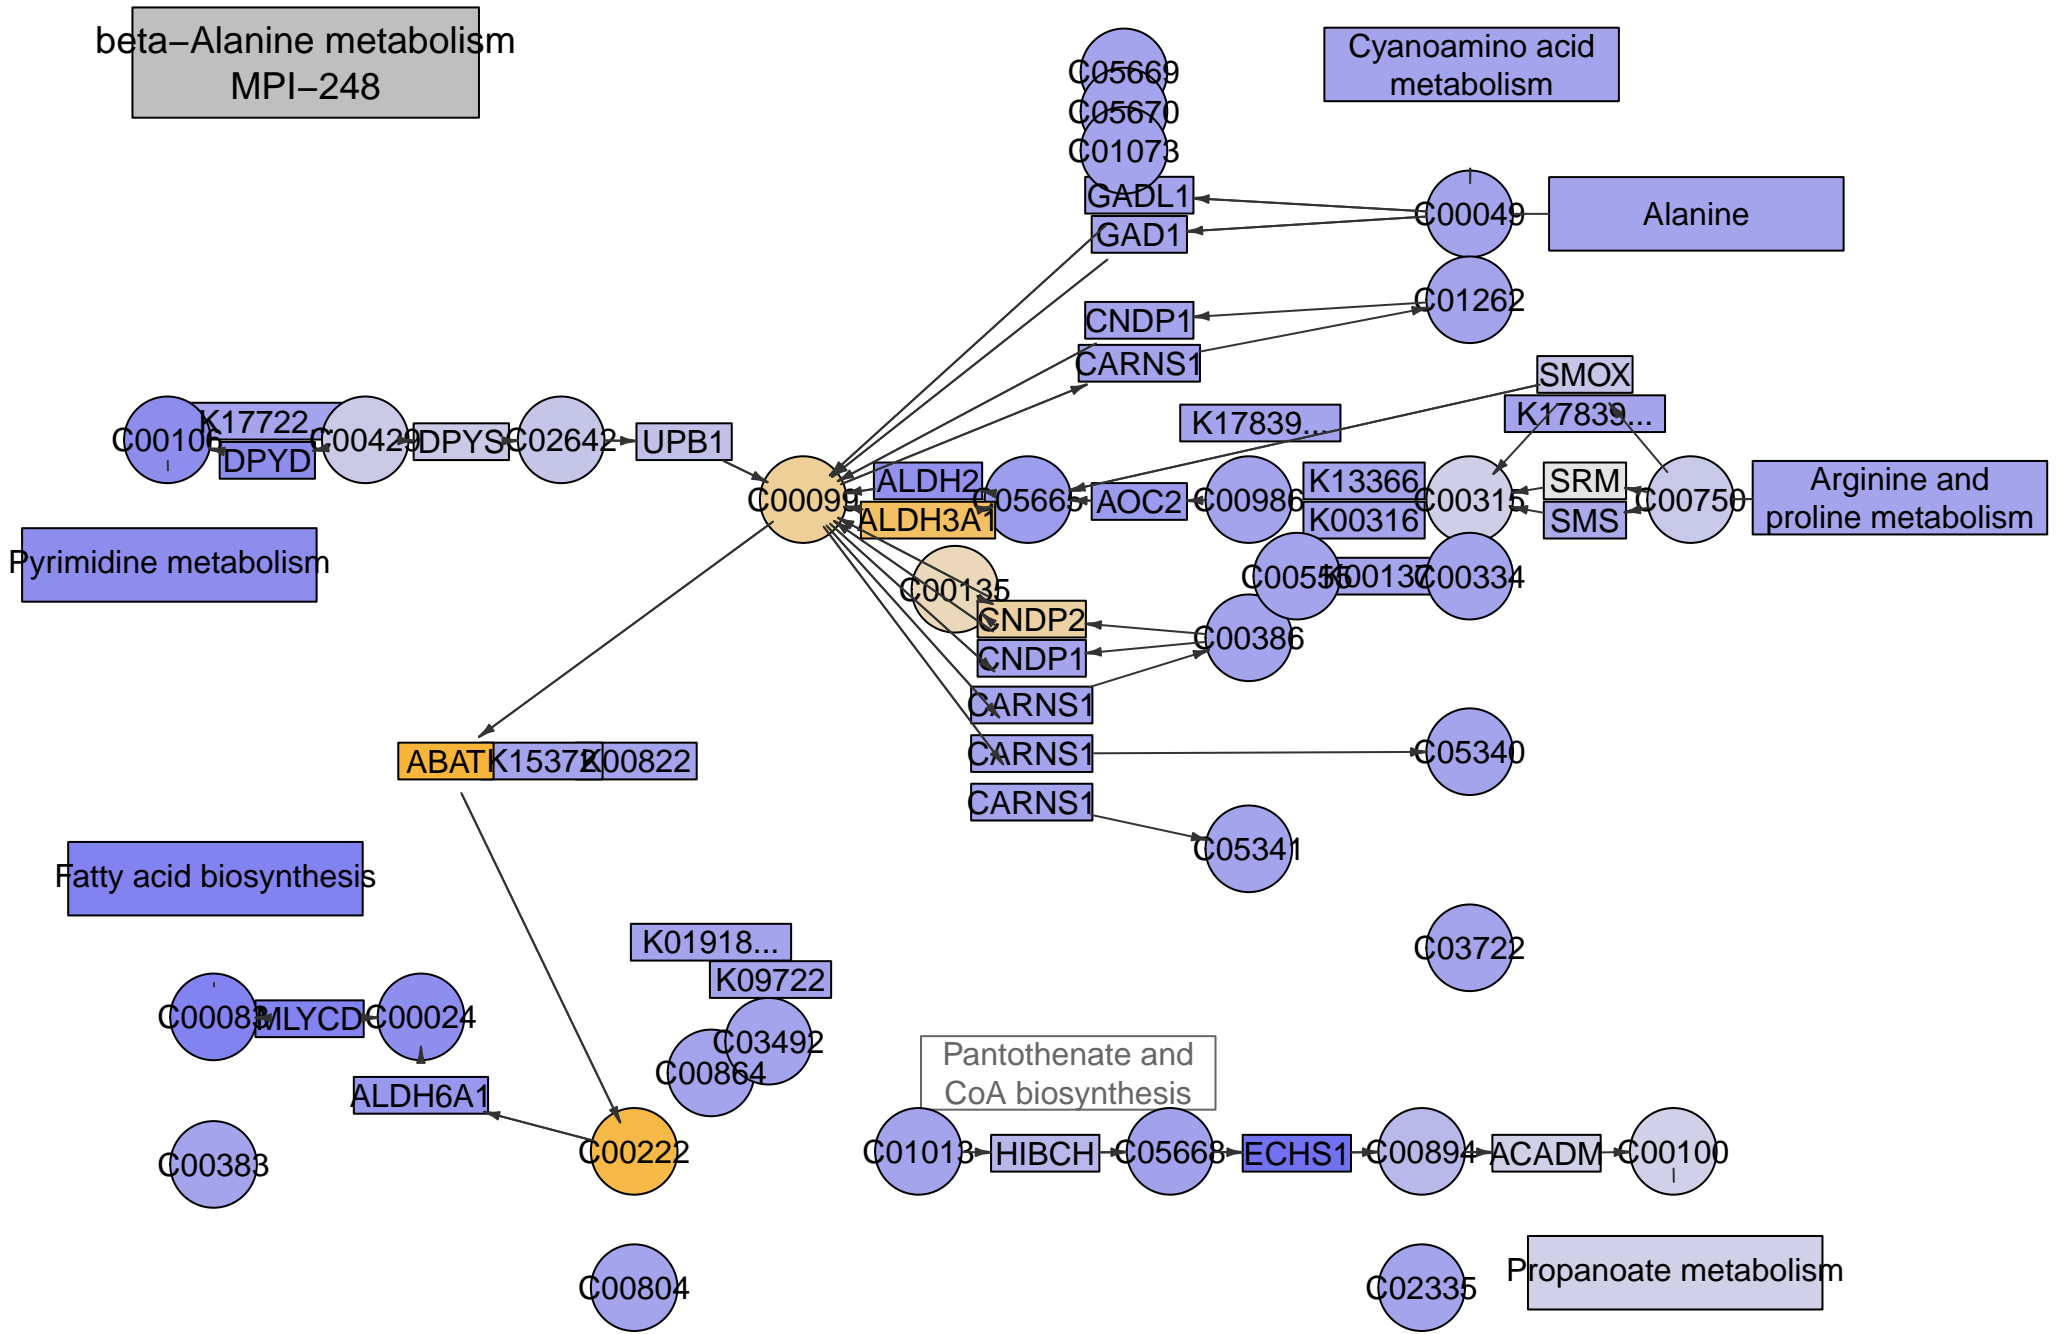 beta−Alanine metabolism
MPI−248
C05669
C05670
C01073
Cyanoamino acid
metabolism
GADL1
GAD1
C00049
Alanine
C01262
CNDP1
CARNS1
SMOX
K17839...
K17839...
C00106
K17722...
DPYD
C00429
DPYS
C02642
UPB1
C00099
ALDH2
ALDH3A1
C05665
AOC2
C00986
K13366
K00316
C00315
SRM
SMS
C00750
Arginine and
proline metabolism
Pyrimidine metabolism
C00135
C00555
K00137
C00334
CNDP2
CNDP1
C00386
CARNS1
CARNS1
CARNS1
C05340
C05341
ABAT
K15372
K00822
Fatty acid biosynthesis
K01918...
K09722
C03722
C00083
MLYCD
C00024
C03492
C00864
ALDH6A1
Pantothenate and
CoA biosynthesis
C00383
C00222
C01013
HIBCH
C05668
ECHS1
C00894
ACADM
C00100
C00804
C02335
Propanoate metabolism